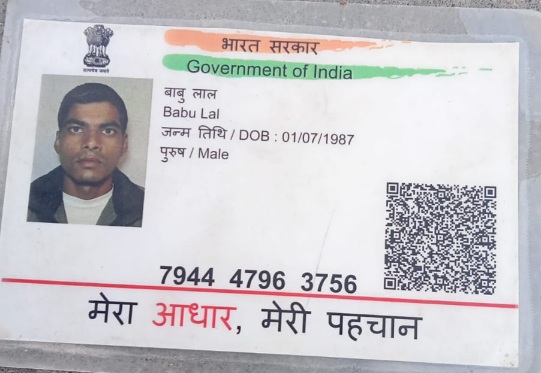 भारत सरकार
Government of India
सत्यमेव जयते
बाबु लाल
Babu Lal
जन्म तिथि / DOB : 01/07/1987
पुरुष / Male
7944 4796 3756
मेरा आधार, मेरी पहचान